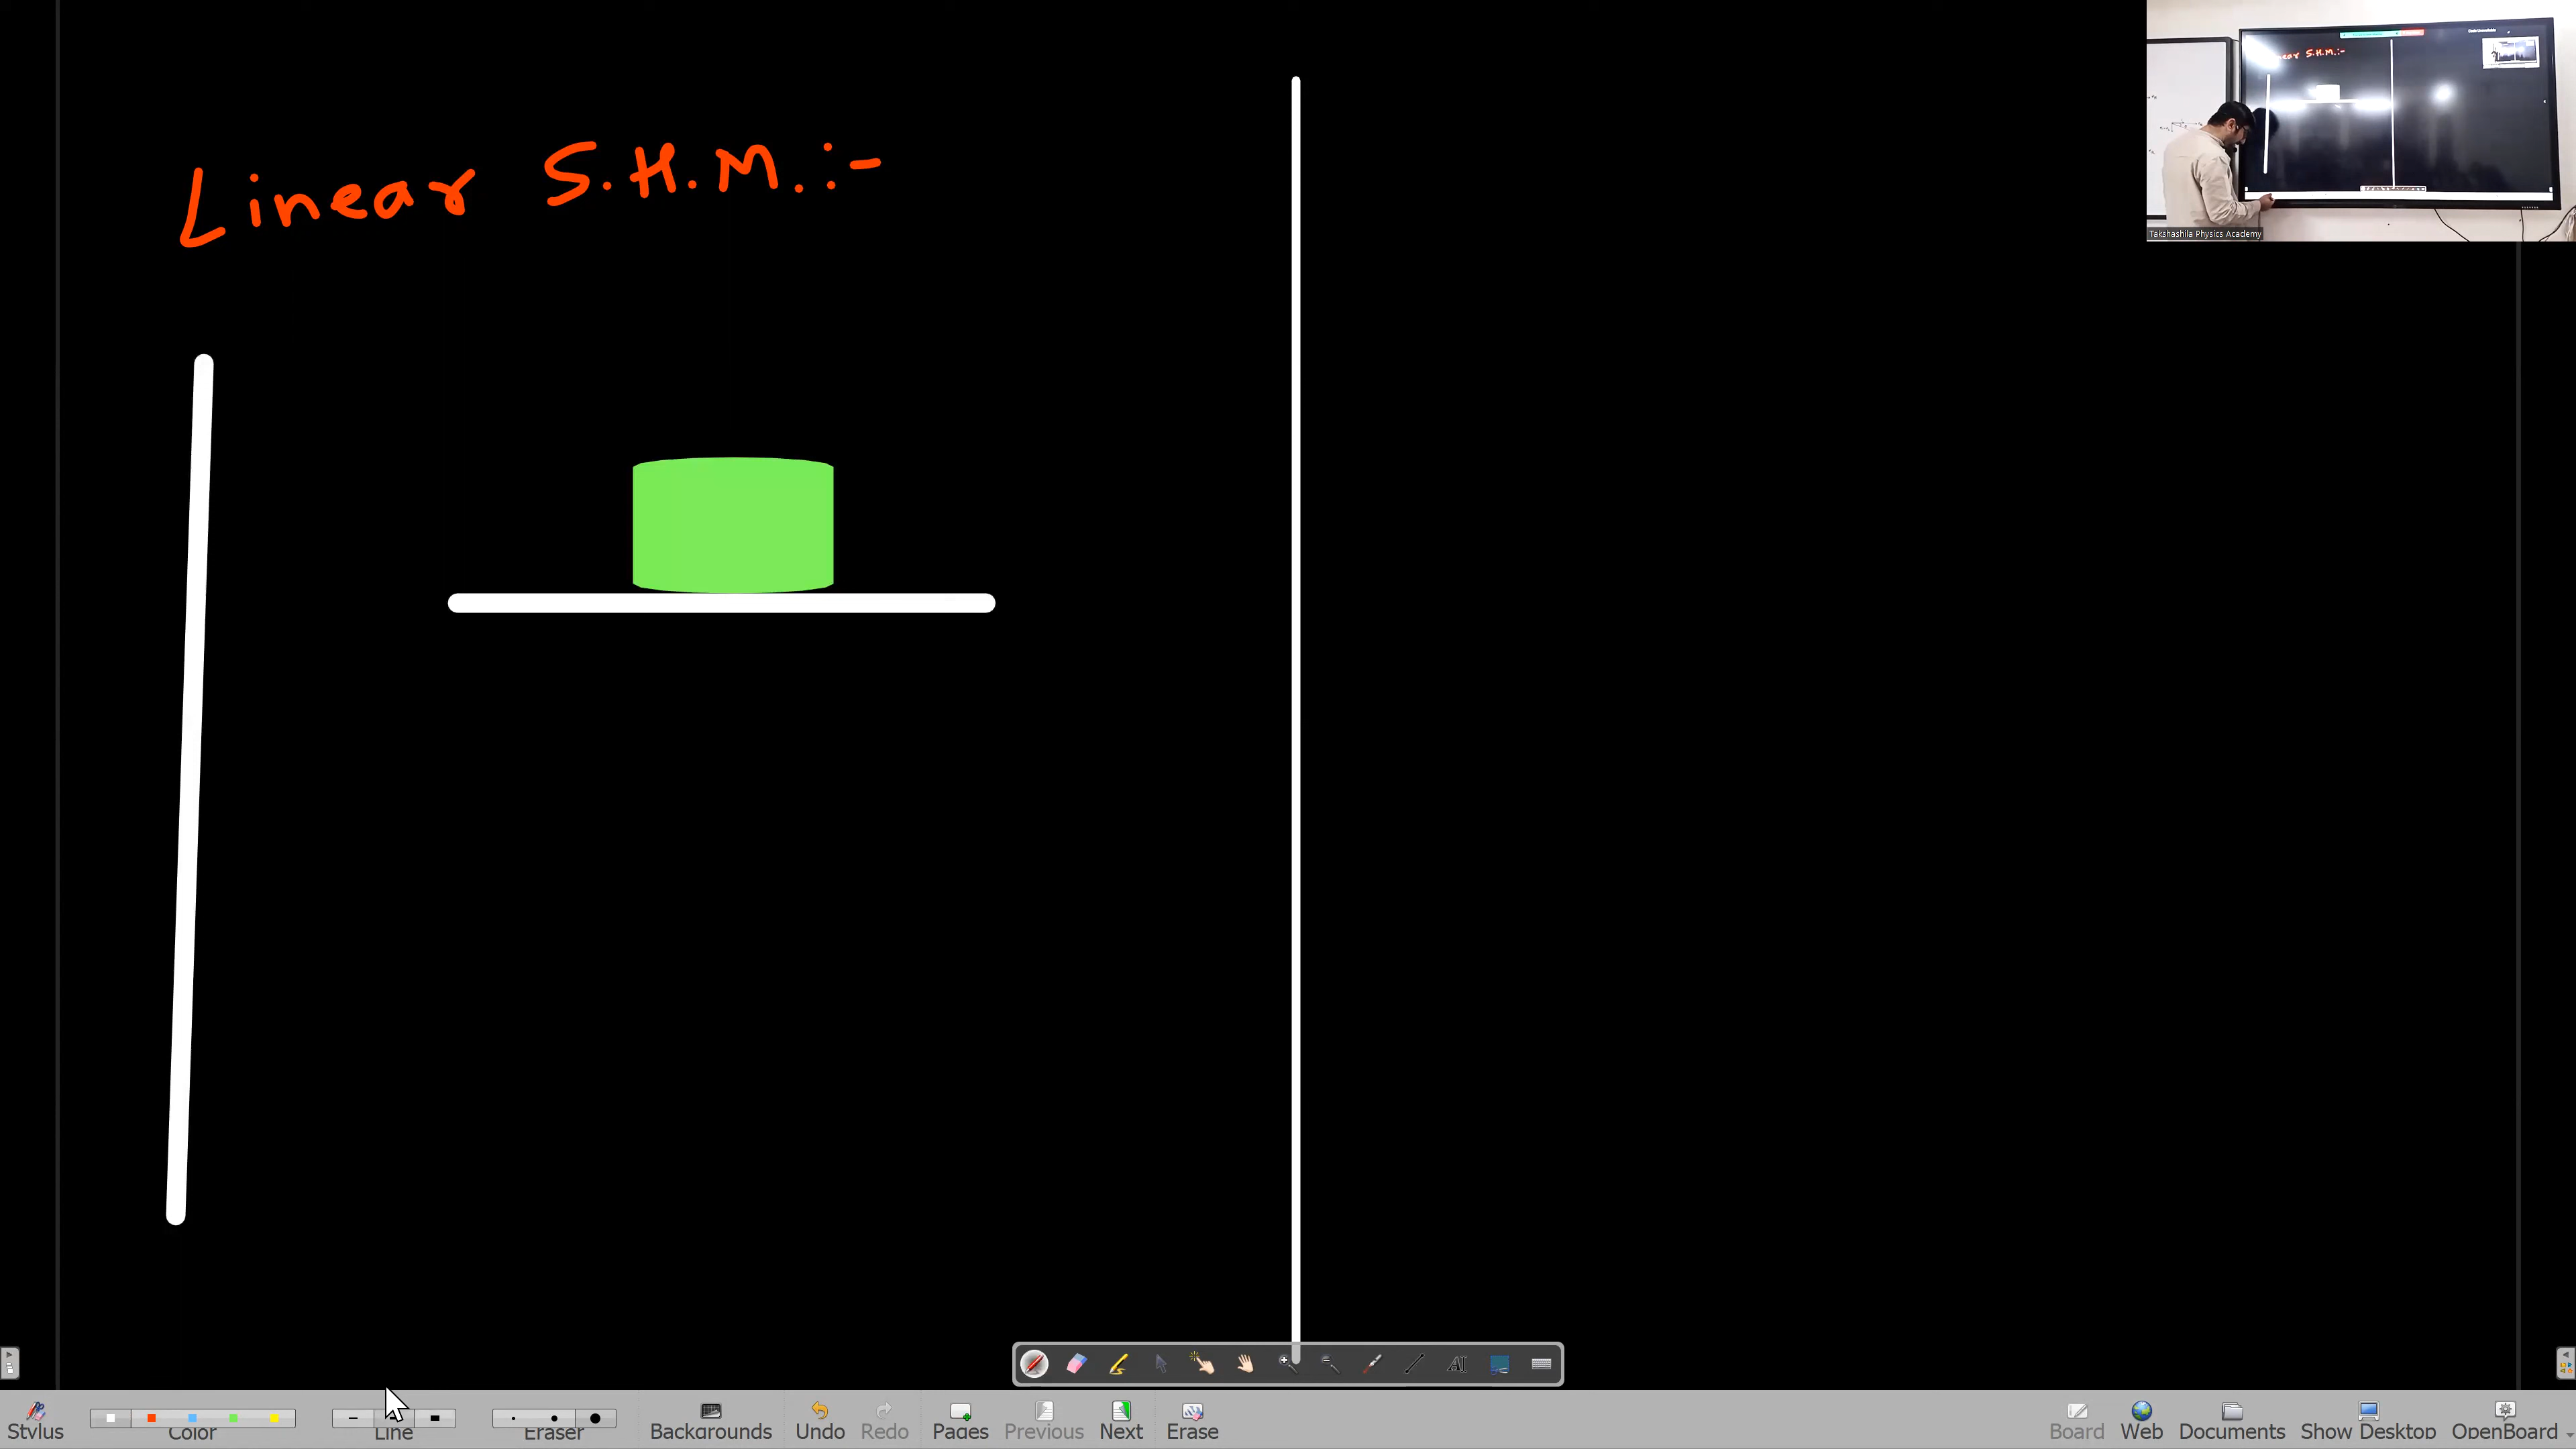 Linear S.H.M. :-
Takshashila Physics Academy
Stylus
Color
Line
Eraser
Backgrounds
Undo
Redo
Pages
Previous
Next
Erase
Board
Web
Documents
Show Desktop
OpenBoard